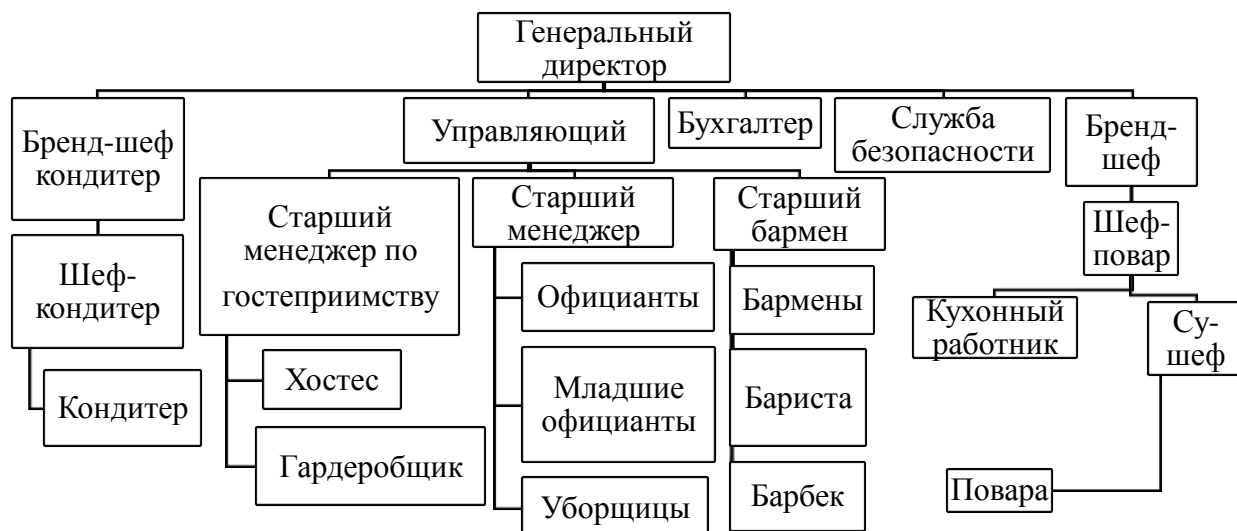 Генеральный
директор
Бренд-шеф
кондитер
Управляющий
Бухгалтер
Служба
безопасности
Бренд-
шеф
Шеф-
кондитер
Кондитер
Старший
менеджер по
гостеприимству
Хостес
Гардеробщик
Старший
менеджер
Официанты
Младшие
официанты
Уборщицы
Старший
бармен
Бармены
Бариста
Барбек
Шеф-
повар
Кухонный
работник
Су-
шеф
Повара